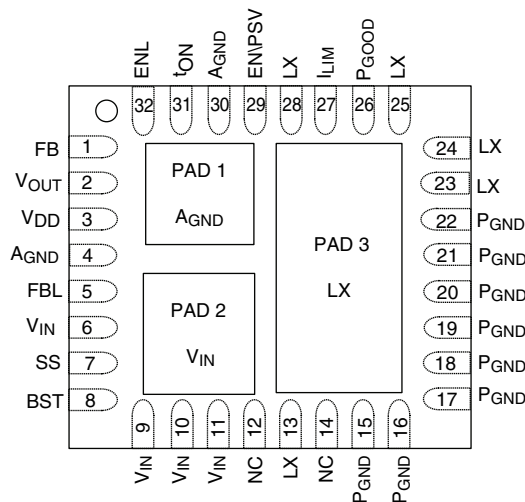 ENL
tON
AGND
EN\PSV
LX
ILIM
PGOOD
LX
32
31
30
29
28
27
26
25
FB 1
VOUT 2
VDD 3
AGND 4
FBL 5
VIN 6
SS 7
BST 8
PAD 1
AGND
PAD 2
VIN
PAD 3
LX
24 LX
23 LX
22 PGND
21 PGND
20 PGND
19 PGND
18 PGND
17 PGND
9
10
11
12
13
14
15
16
VIN
VIN
VIN
NC
LX
NC
PGND
PGND